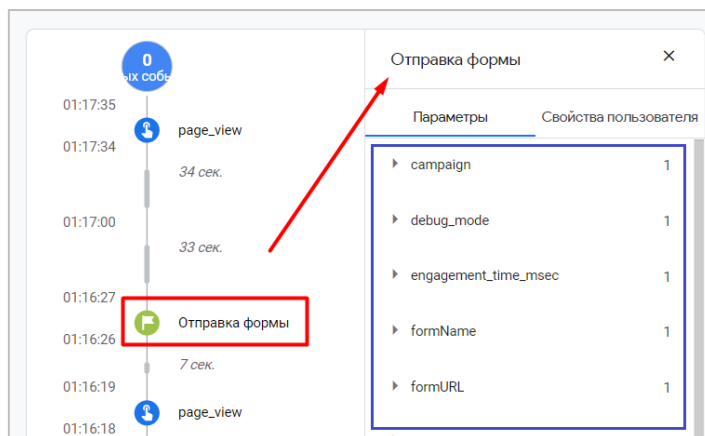 0
ых собы
01:17:35
page_view
01:17:34
34 сек.
01:17:00
33 сек.
01:16:27
Отправка формы
01:16:26
7 сек.
01:16:19
page_view
01:16:18
Отправка формы ×
Параметры Свойства пользователя
campaign 1
debug_mode 1
engagement_time_msec 1
formName 1
formURL 1